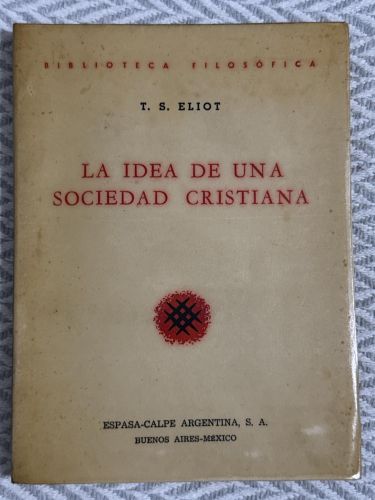 BIBLIOTECA FILOSÓFICA
T. S. ELIOT
LA IDEA DE UNA
SOCIEDAD CRISTIANA
ESPASA-CALPE ARGENTINA, S. A.
BUENOS AIRES-MÉXICO